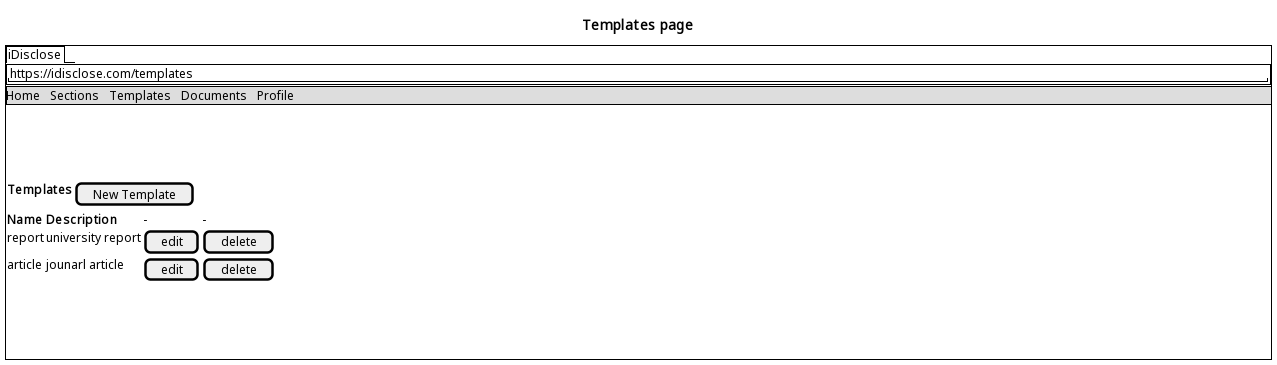 Templates page
iDisclose
https://idisclose.com/templates
Home Sections Templates Documents Profile
Templates New Template
Name Description - -
report university report edit delete
article jounarl article edit delete